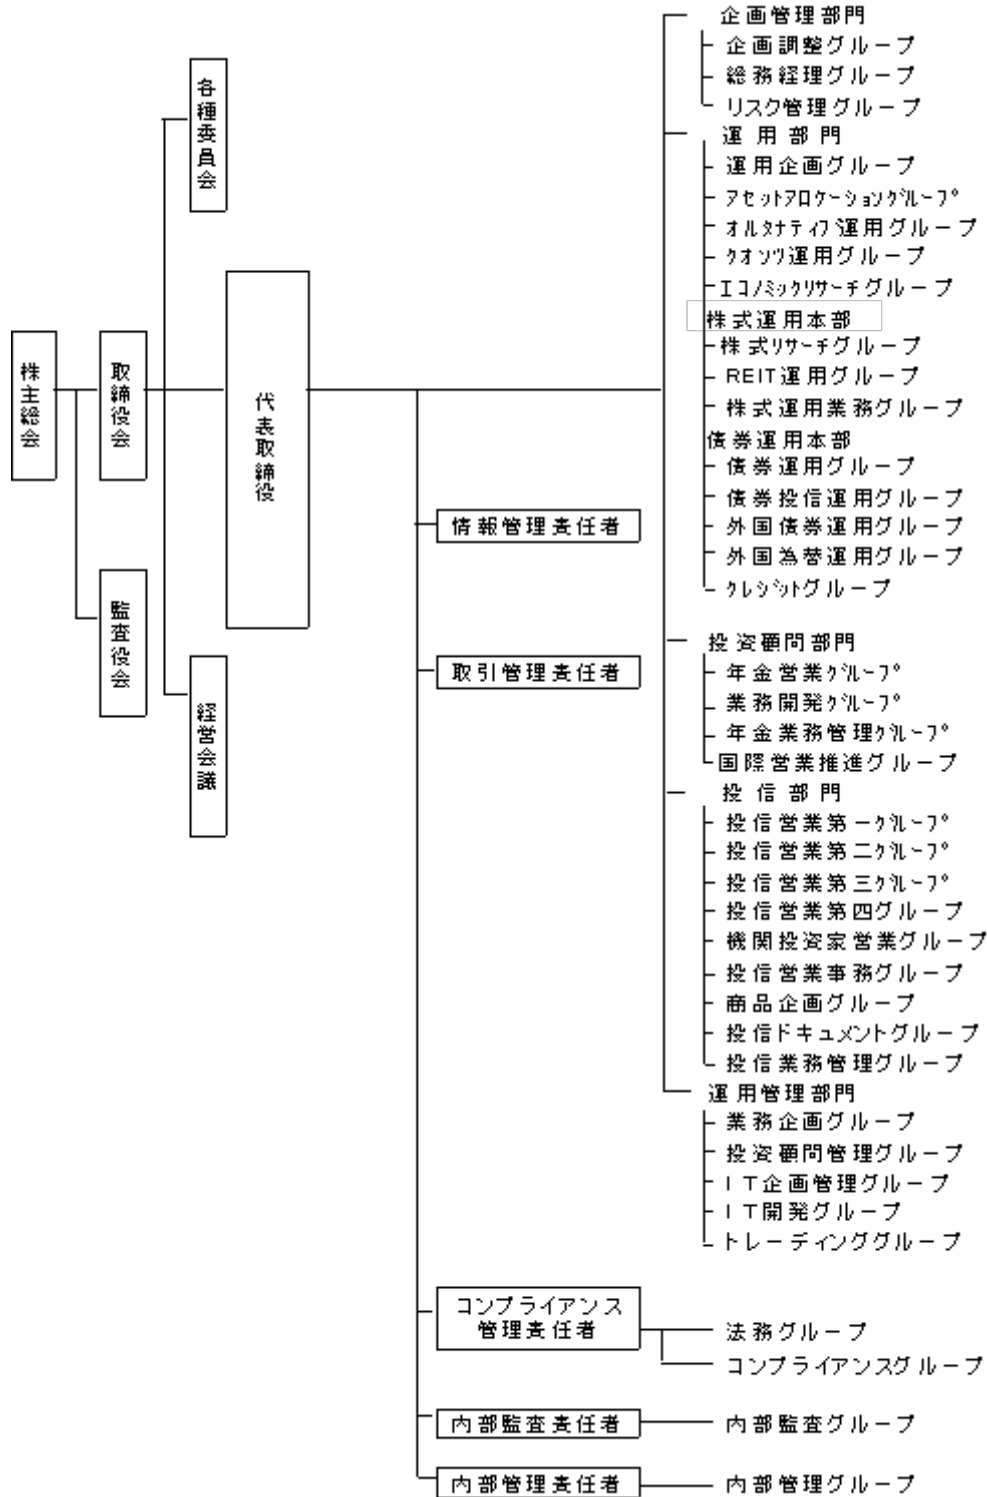 株主総会
取締役会
監査役会
各種委員会
経営会議
代表取締役
企画管理部門
企画調整グループ
総務経理グループ
リスク管理グループ
運用部門
運用企画グループ
ｱｾｯﾄｱﾛｹｰｼｮﾝｸﾞﾙｰﾌﾟ
ｵﾙﾀﾅﾃｨﾌﾞ運用グループ
ｸｵﾝﾂ運用グループ
ｴｺﾉﾐｯｸﾘｻｰﾁグループ
株式運用本部
株式ﾘｻｰﾁグループ
REIT運用グループ
株式運用業務グループ
債券運用本部
債券運用グループ
債券投信運用グループ
外国債券運用グループ
外国為替運用グループ
ｸﾚｼﾞｯﾄグループ
情報管理責任者
取引管理責任者
投資顧問部門
年金営業ｸﾞﾙｰﾌﾟ
業務開発ｸﾞﾙｰﾌﾟ
年金業務管理ｸﾞﾙｰﾌﾟ
国際営業推進グループ
投信部門
投信営業第一ｸﾞﾙｰﾌﾟ
投信営業第二ｸﾞﾙｰﾌﾟ
投信営業第三ｸﾞﾙｰﾌﾟ
投信営業第四グループ
機関投資家営業グループ
投信営業事務グループ
商品企画グループ
投信ドキュメントグループ
投信業務管理グループ
運用管理部門
業務企画グループ
投資顧問管理グループ
ＩＴ企画管理グループ
ＩＴ開発グループ
トレーディンググループ
コンプライアンス
管理責任者
法務グループ
コンプライアンスグループ
内部監査責任者
内部監査グループ
内部管理責任者
内部管理グループ